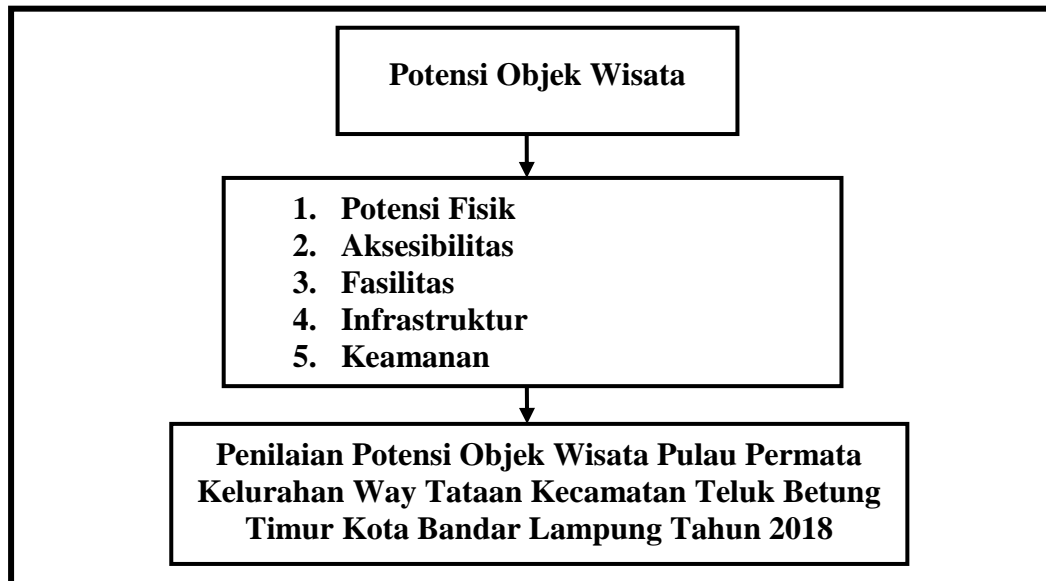 Potensi Objek Wisata
1. Potensi Fisik
2. Aksesibilitas
3. Fasilitas
4. Infrastruktur
5. Keamanan
Penilaian Potensi Objek Wisata Pulau Permata
Kelurahan Way Tataan Kecamatan Teluk Betung
Timur Kota Bandar Lampung Tahun 2018